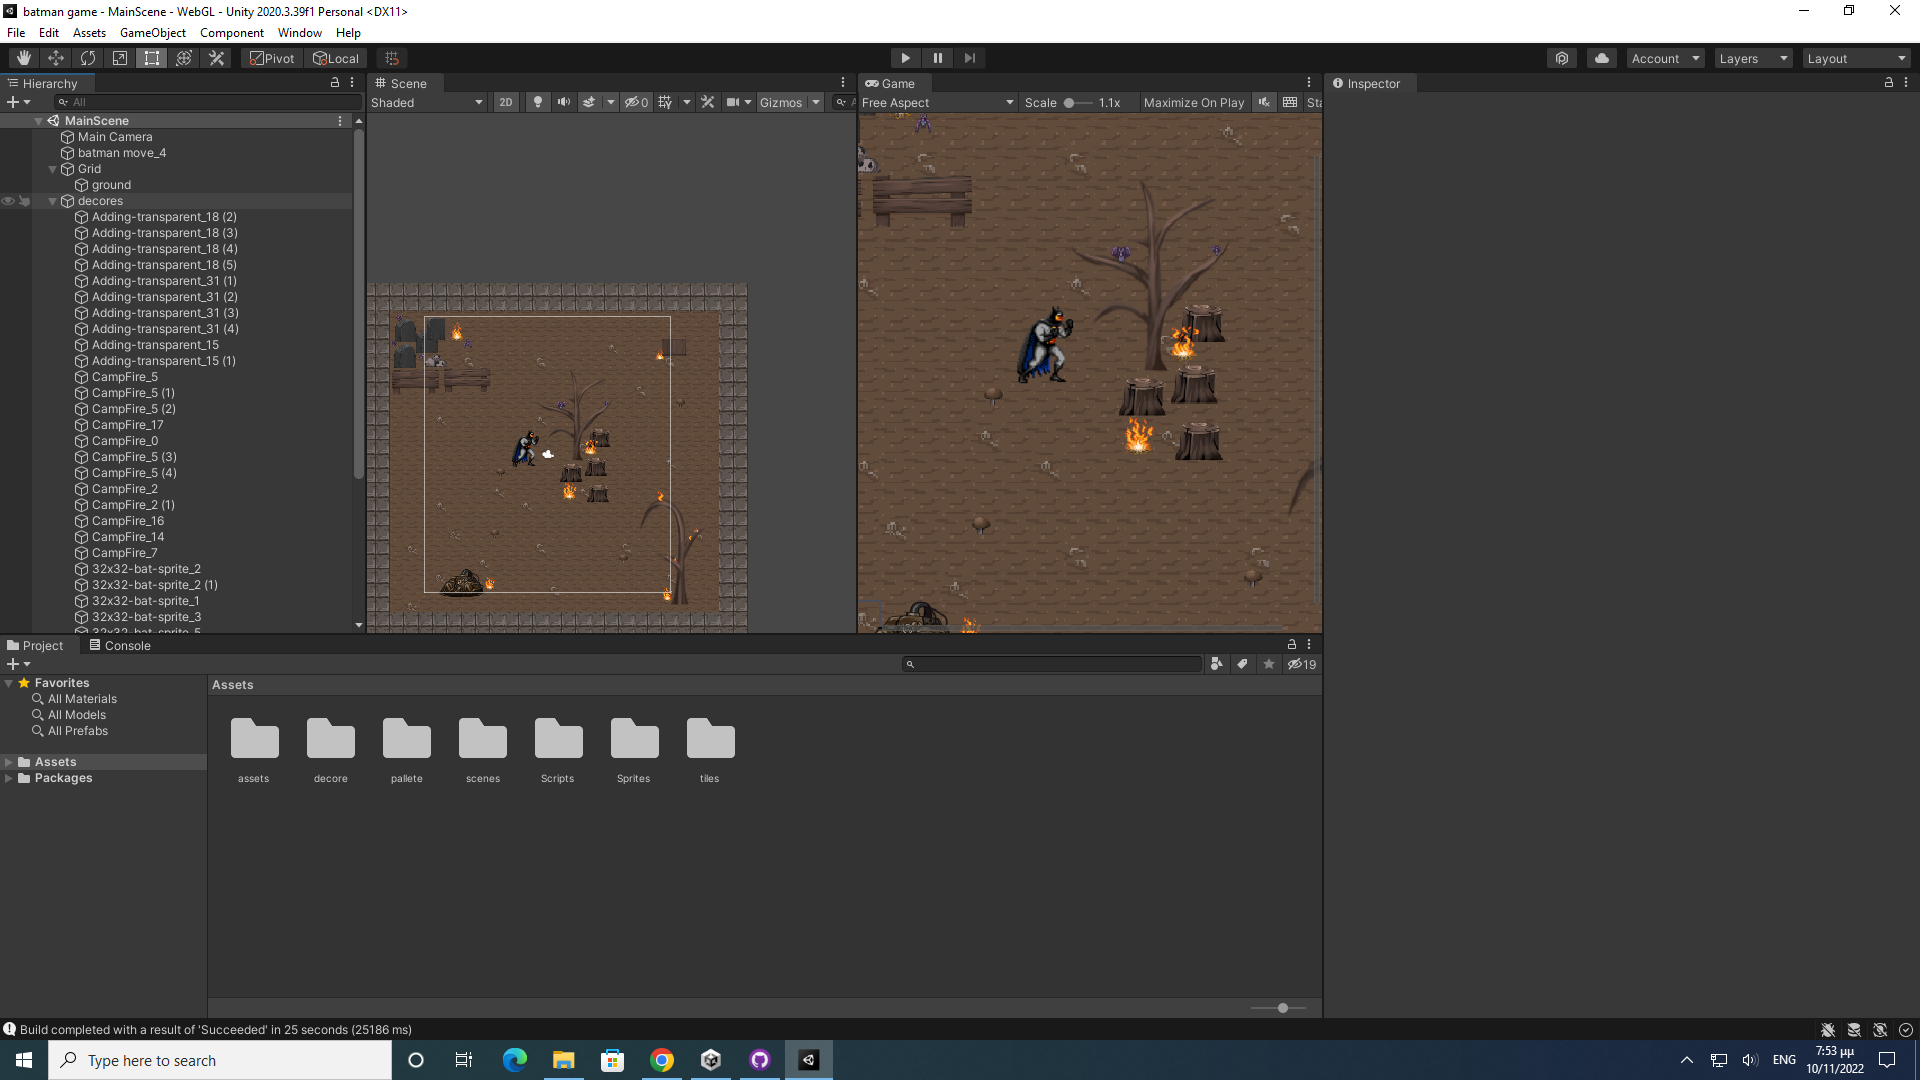 batman game - MainScene - WebGL - Unity 2020.3.39f1 Personal <DX11>
File Edit Assets GameObject Component Window Help
Pivot Local Account Layers Layout
Hierarchy
All
MainScene
Main Camera
batman move_4
Grid
ground
decores
Adding-transparent_18 (2)
Adding-transparent_18 (3)
Adding-transparent_18 (4)
Adding-transparent_18 (5)
Adding-transparent_31 (1)
Adding-transparent_31 (2)
Adding-transparent_31 (3)
Adding-transparent_31 (4)
Adding-transparent_15
Adding-transparent_15 (1)
CampFire_5
CampFire_5 (1)
CampFire_5 (2)
CampFire_17
CampFire_0
CampFire_5 (3)
CampFire_5 (4)
CampFire_2
CampFire_2 (1)
CampFire_16
CampFire_14
CampFire_7
32x32-bat-sprite_2
32x32-bat-sprite_2 (1)
32x32-bat-sprite_1
32x32-bat-sprite_3
32x32-bat-sprite_5
Scene
Shaded 2D 0 Gizmos
Game
Free Aspect Scale 1.1x Maximize On Play Sta
Inspector
Project Console
19
Favorites
All Materials
All Models
All Prefabs
Assets
Packages
Assets
assets decore pallete scenes Scripts Sprites tiles
Build completed with a result of 'Succeeded' in 25 seconds (25186 ms)
Type here to search
ENG
7:53 μμ
10/11/2022